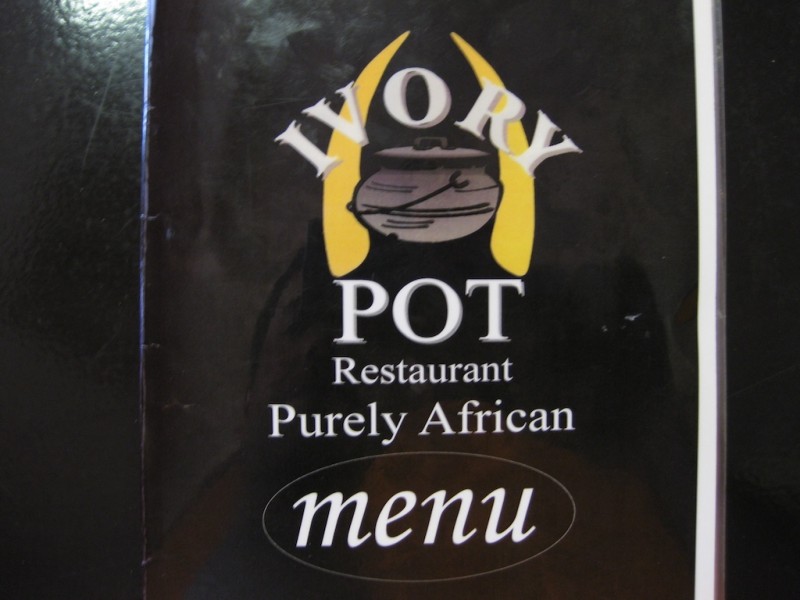 IVORY
POT
Restaurant
Purely African
menu